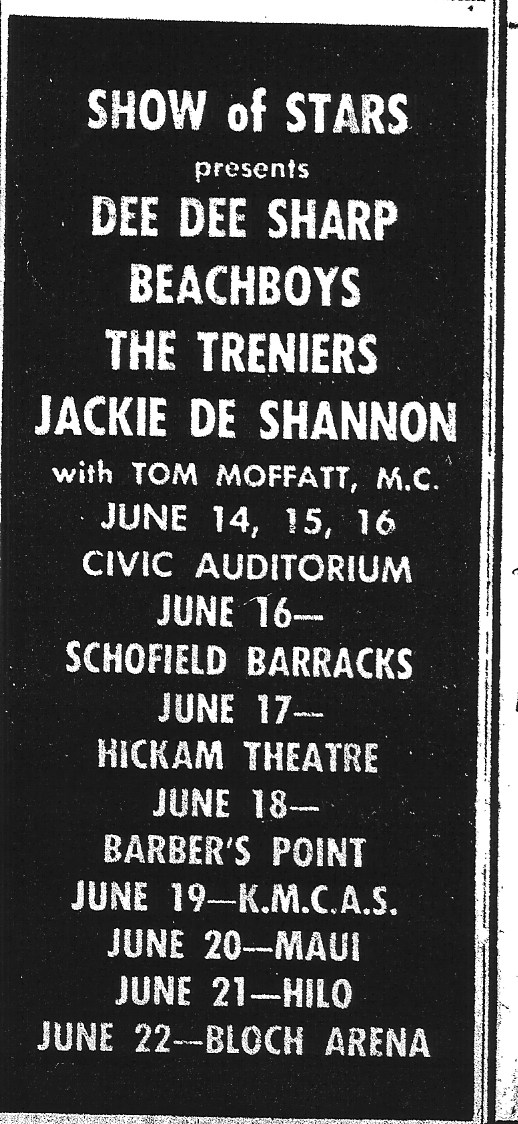 SHOW of STARS
presents
DEE DEE SHARP
BEACHBOYS
THE TRENIERS
JACKIE DE SHANNON
with TOM MOFFATT, M.C.
JUNE 14, 15, 16
CIVIC AUDITORIUM
JUNE 16—
SCHOFIELD BARRACKS
JUNE 17—
HICKAM THEATRE
JUNE 18—
BARBER'S POINT
JUNE 19—K.M.C.A.S.
JUNE 20—MAUI
JUNE 21—HILO
JUNE 22—BLOCH ARENA